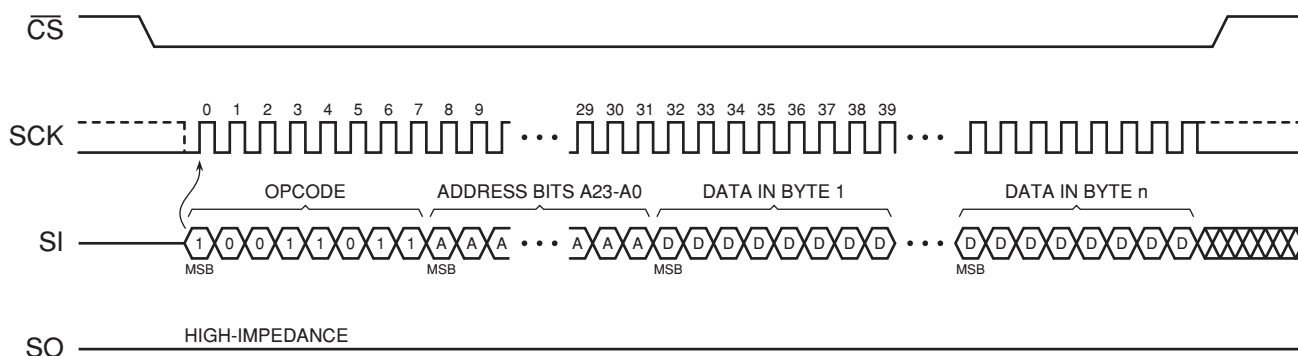 CS
SCK
0 1 2 3 4 5 6 7 8 9 29 30 31 32 33 34 35 36 37 38 39
OPCODE ADDRESS BITS A23-A0 DATA IN BYTE 1 DATA IN BYTE n
SI
1 0 0 1 1 0 1 1 A A A A A A D D D D D D D D D D D D D D D D
MSB MSB MSB MSB
HIGH-IMPEDANCE
SO